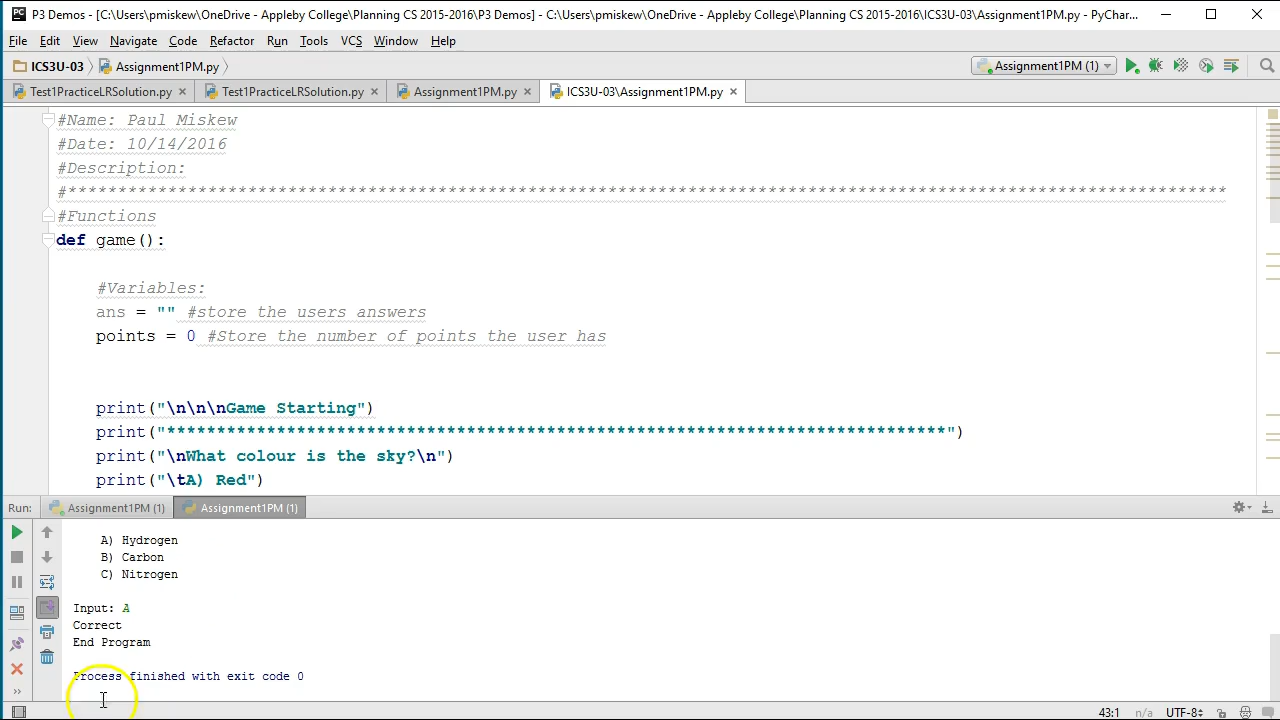 P3 Demos - [C:\Users\pmiskew\OneDrive - Appleby College\Planning CS 2015-2016\P3 Demos] - C:\Users\pmiskew\OneDrive - Appleby College\Planning CS 2015-2016\ICS3U-03\Assignment1PM.py - PyChar...
File Edit View Navigate Code Refactor Run Tools VCS Window Help
ICS3U-03 Assignment1PM.py Assignment1PM (1)
Test1PracticeLRSolution.py Test1PracticeLRSolution.py Assignment1PM.py ICS3U-03\Assignment1PM.py
#Name: Paul Miskew
#Date: 10/14/2016
#Description:
#********************************************************************************************************************
#Functions
def game():
#Variables:
ans = "" #store the users answers
points = 0 #Store the number of points the user has
print("\n\n\nGame Starting")
print("******************************************************************************")
print("\nWhat colour is the sky?\n")
print("\tA) Red")
Run: Assignment1PM (1) Assignment1PM (1)
A) Hydrogen
B) Carbon
C) Nitrogen
Input: A
Correct
End Program
Process finished with exit code 0
43:1 n/a UTF-8